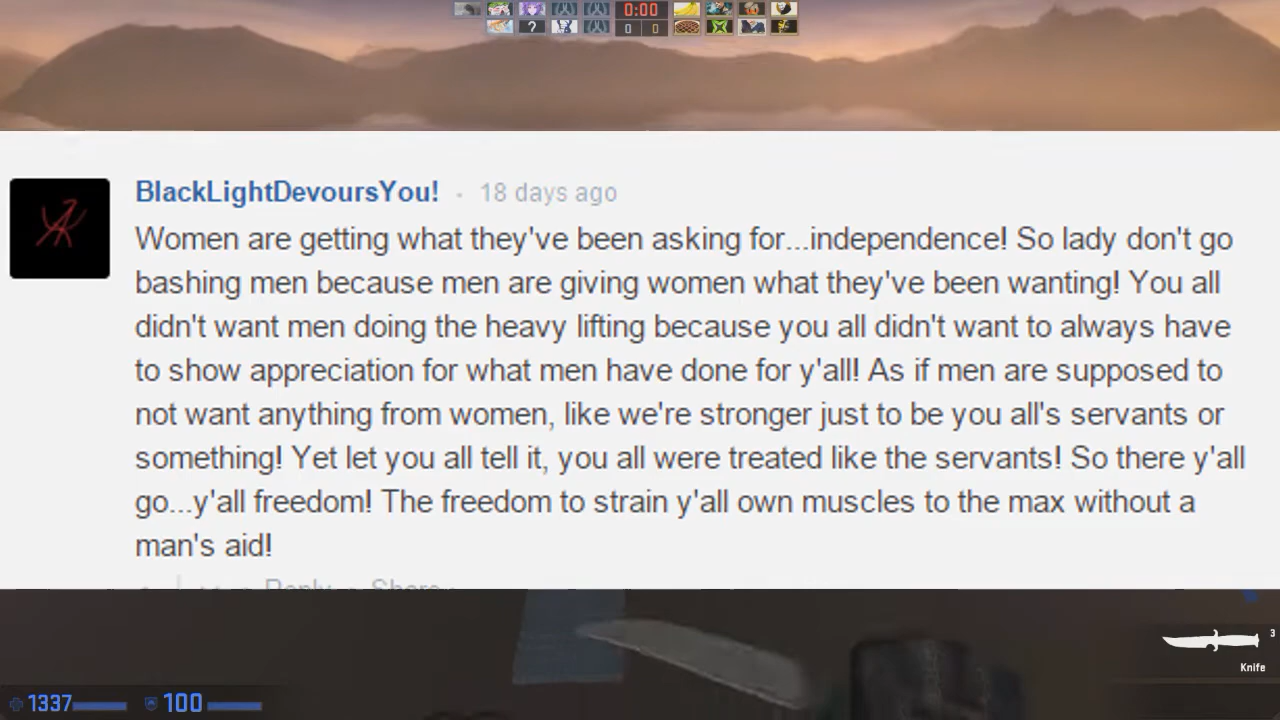 0:00
? 0 0
BlackLightDevoursYou! · 18 days ago
Women are getting what they've been asking for...independence! So lady don't go
bashing men because men are giving women what they've been wanting! You all
didn't want men doing the heavy lifting because you all didn't want to always have
to show appreciation for what men have done for y'all! As if men are supposed to
not want anything from women, like we're stronger just to be you all's servants or
something! Yet let you all tell it, you all were treated like the servants! So there y'all
go...y'all freedom! The freedom to strain y'all own muscles to the max without a
man's aid!
Reply Share
3
Knife
1337 100